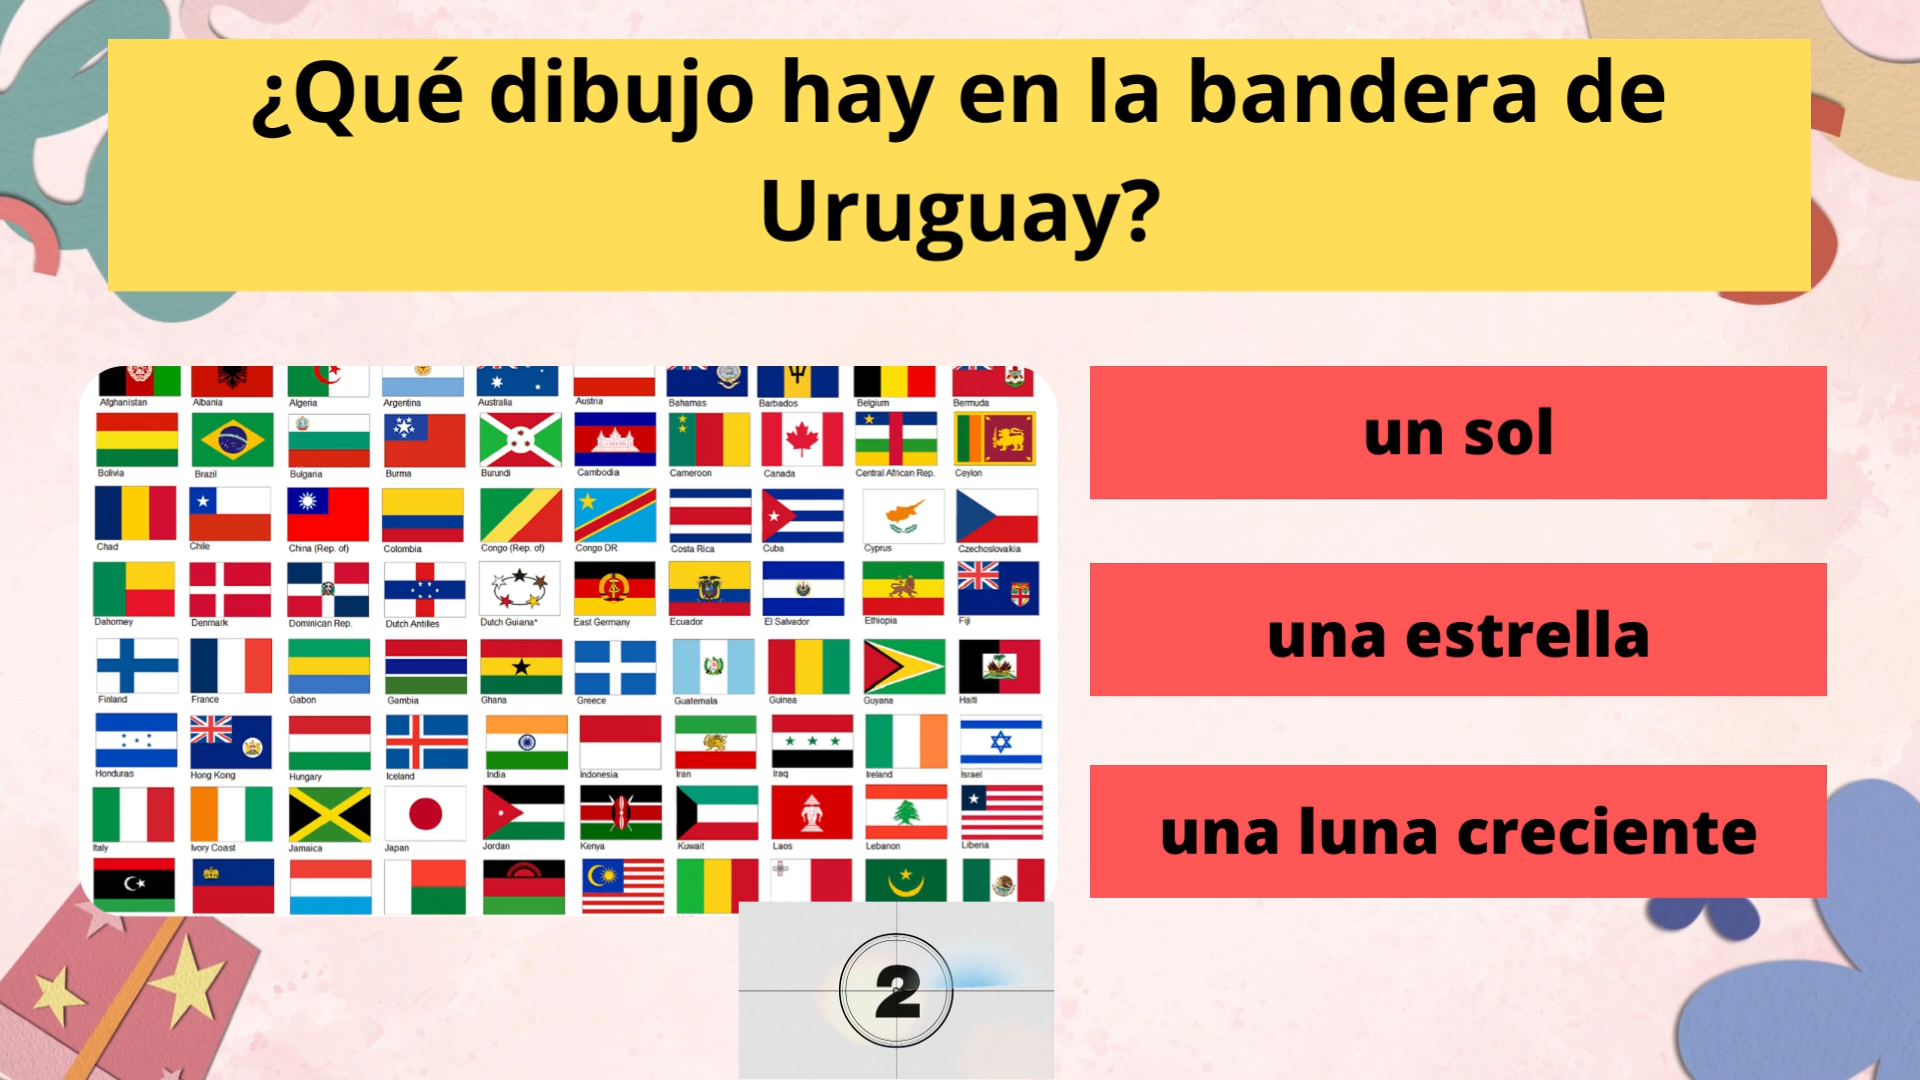 ¿Qué dibujo hay en la bandera de
Uruguay?
Afghanistan Albania Algeria Argentina Australia Austria Bahamas Barbados Belgium Bermuda
Bolivia Brazil Bulgaria Burma Burundi Cambodia Cameroon Canada Central African Rep. Ceylon
Chad Chile China (Rep. of) Colombia Congo (Rep. of) Congo DR Costa Rica Cuba Cyprus Czechoslovakia
Dahomey Denmark Dominican Rep. Dutch Antilles Dutch Guiana* East Germany Ecuador El Salvador Ethiopia Fiji
Finland France Gabon Gambia Ghana Greece Guatemala Guinea Guyana Haiti
Honduras Hong Kong Hungary Iceland India Indonesia Iran Iraq Ireland Israel
Italy Ivory Coast Jamaica Japan Jordan Kenya Kuwait Laos Lebanon Liberia
un sol
una estrella
una luna creciente
2